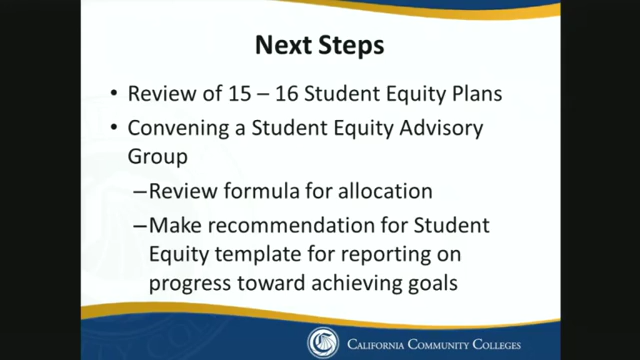 Next Steps
• Review of 15 – 16 Student Equity Plans
• Convening a Student Equity Advisory
Group
–Review formula for allocation
–Make recommendation for Student
Equity template for reporting on
progress toward achieving goals
CALIFORNIA COMMUNITY COLLEGES